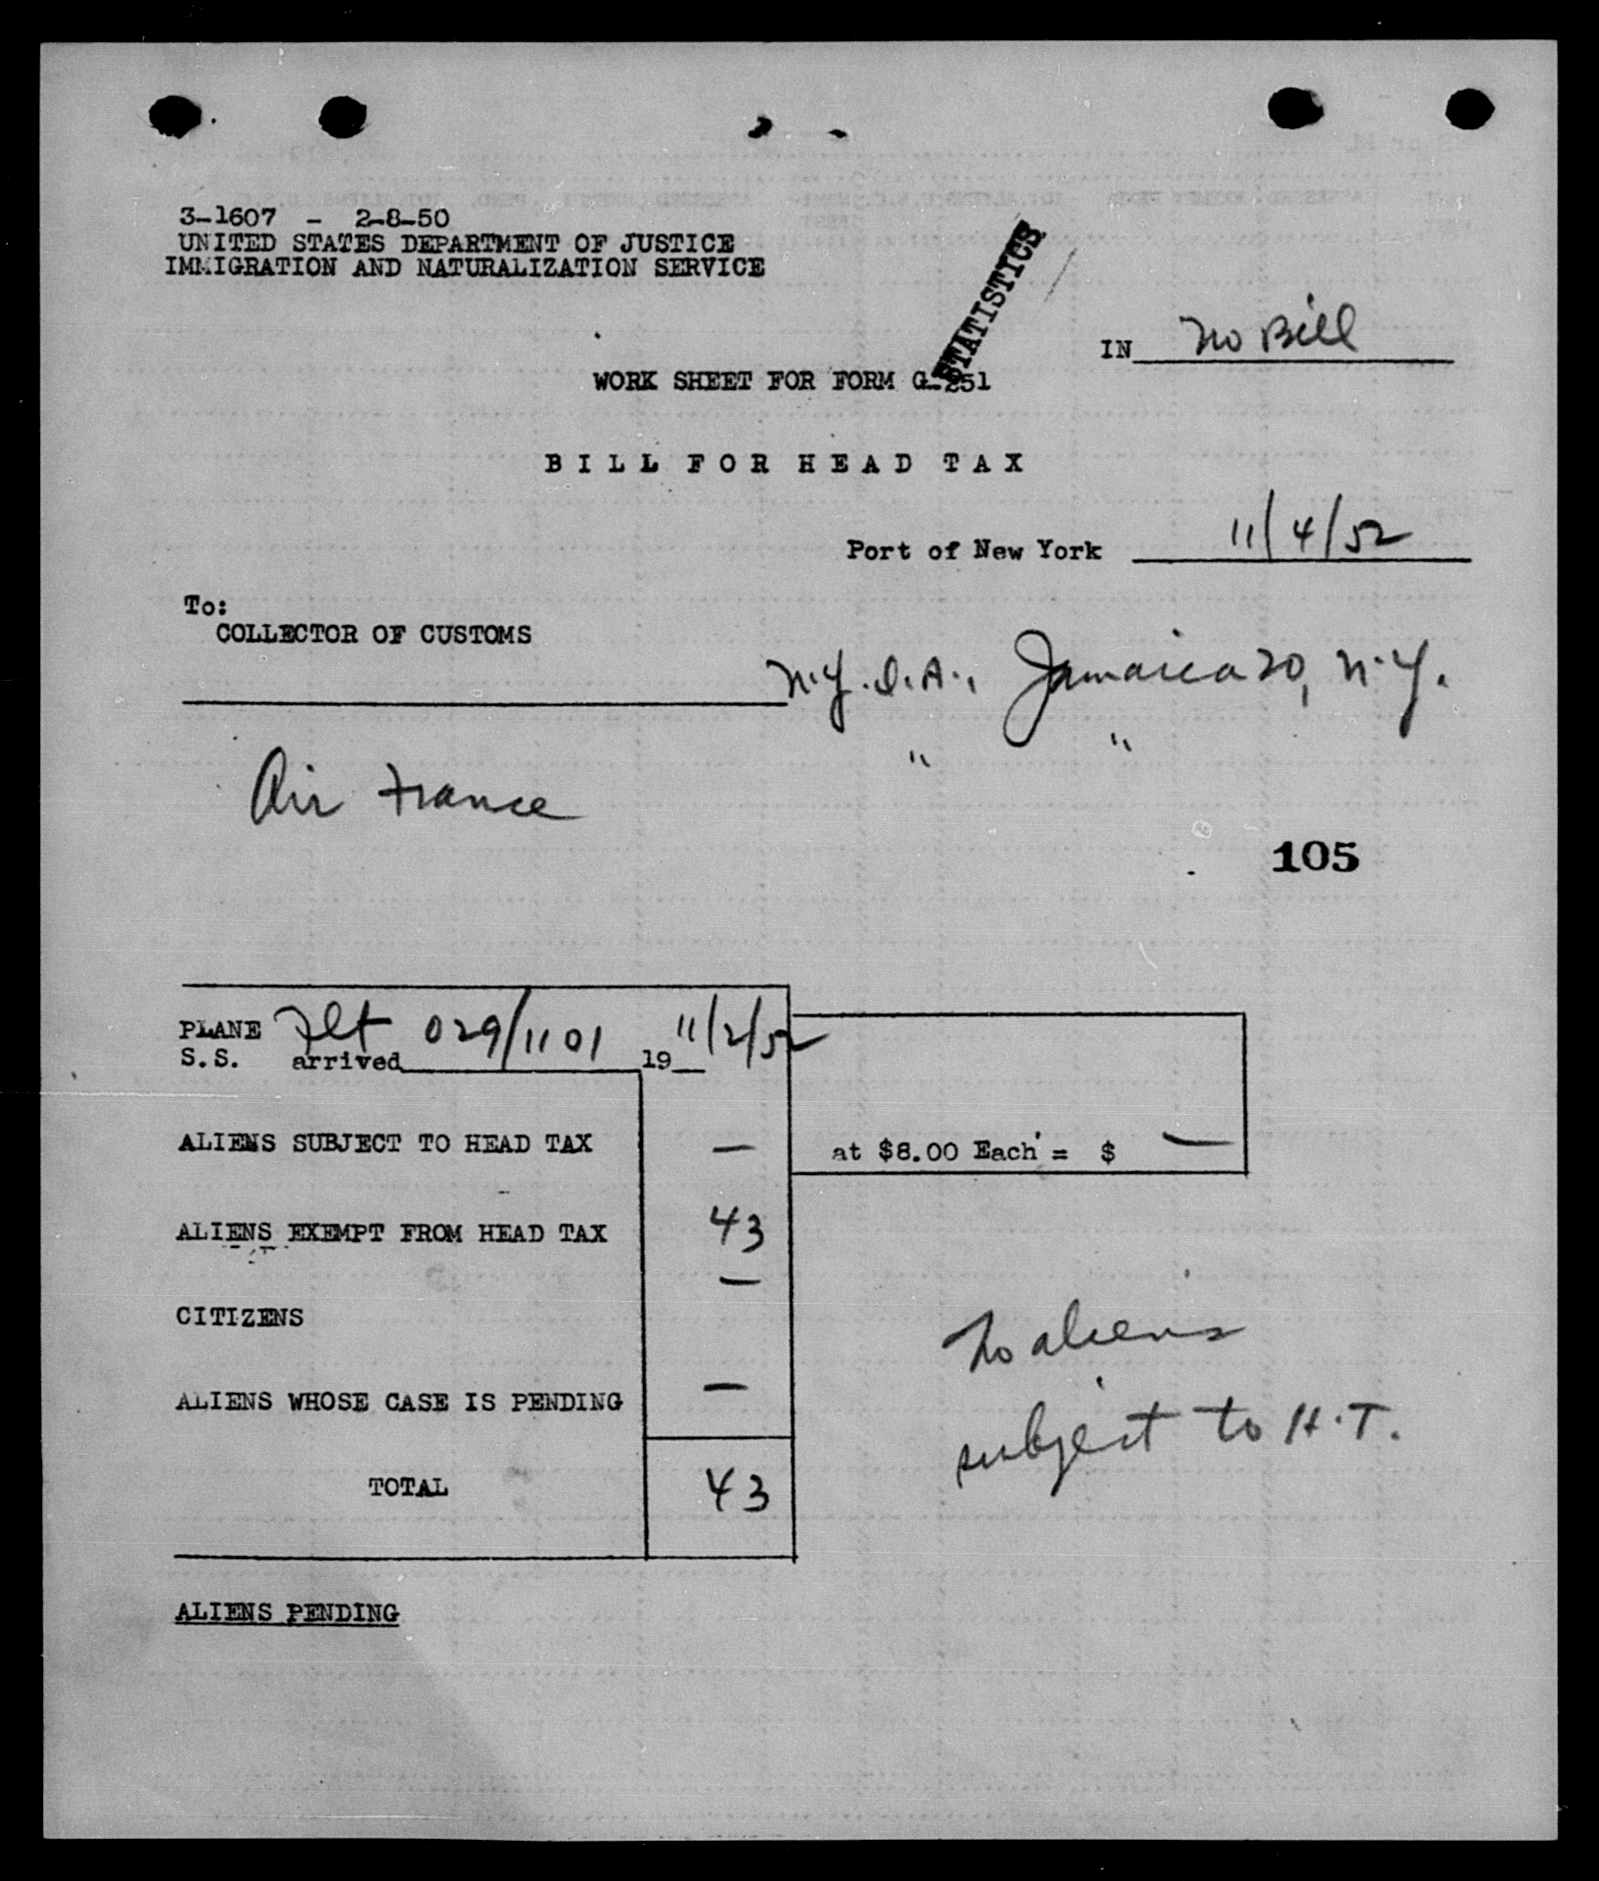 3-1607 - 2-8-50
UNITED STATES DEPARTMENT OF JUSTICE
IMMIGRATION AND NATURALIZATION SERVICE
STATISTICS
IN No Bill
WORK SHEET FOR FORM G-251
BILL FOR HEAD TAX
Port of New York 11/4/52
To:
COLLECTOR OF CUSTOMS
N.Y.I.A., Jamaica 20, N.Y.
" "
Air France
105
PLANE Flt 029/1101 11/2/52
S.S. arrived 19
ALIENS SUBJECT TO HEAD TAX —
at $8.00 Each = $ —
ALIENS EXEMPT FROM HEAD TAX 43
CITIZENS —
No aliens
ALIENS WHOSE CASE IS PENDING —
subject to H.T.
TOTAL 43
ALIENS PENDING